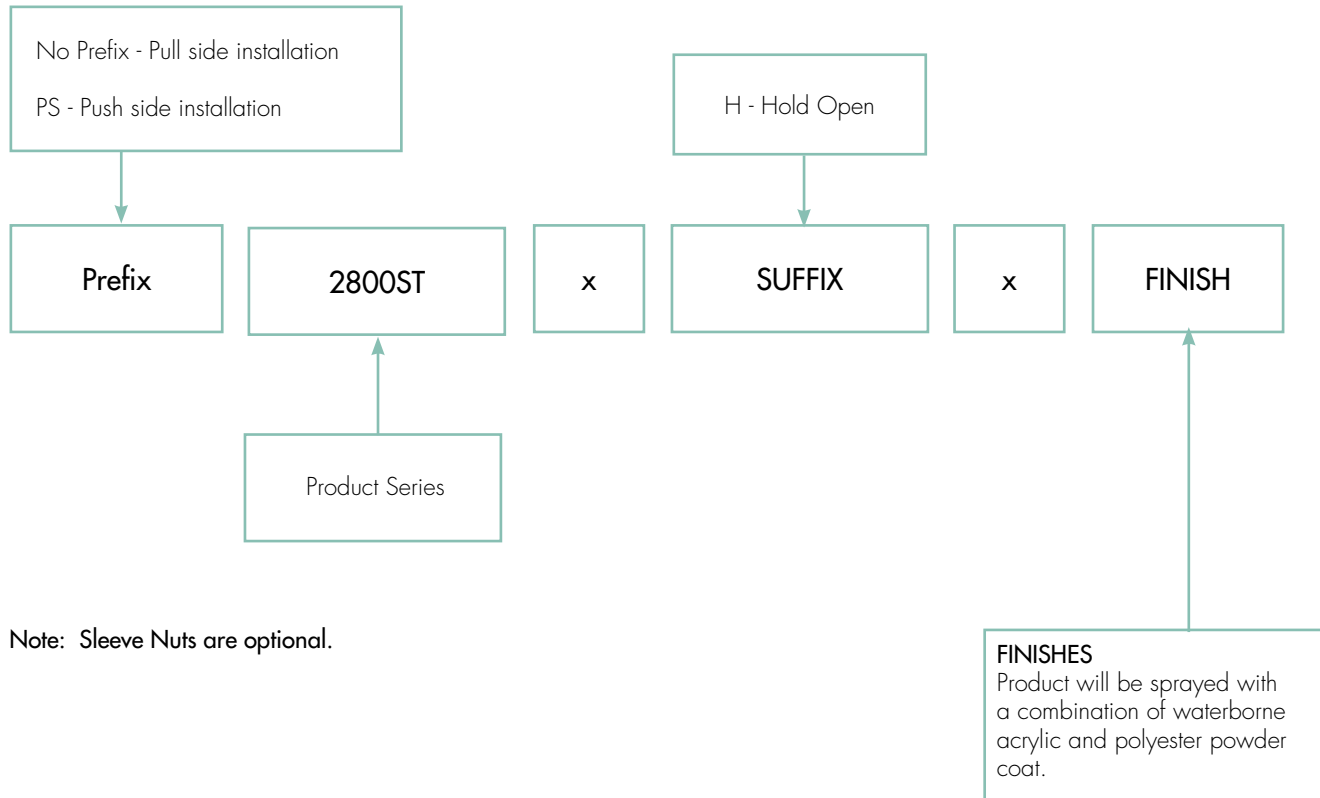 No Prefix - Pull side installation
PS - Push side installation
H - Hold Open
Prefix
2800ST
x
SUFFIX
x
FINISH
Product Series
Note: Sleeve Nuts are optional.
FINISHES
Product will be sprayed with
a combination of waterborne
acrylic and polyester powder
coat.